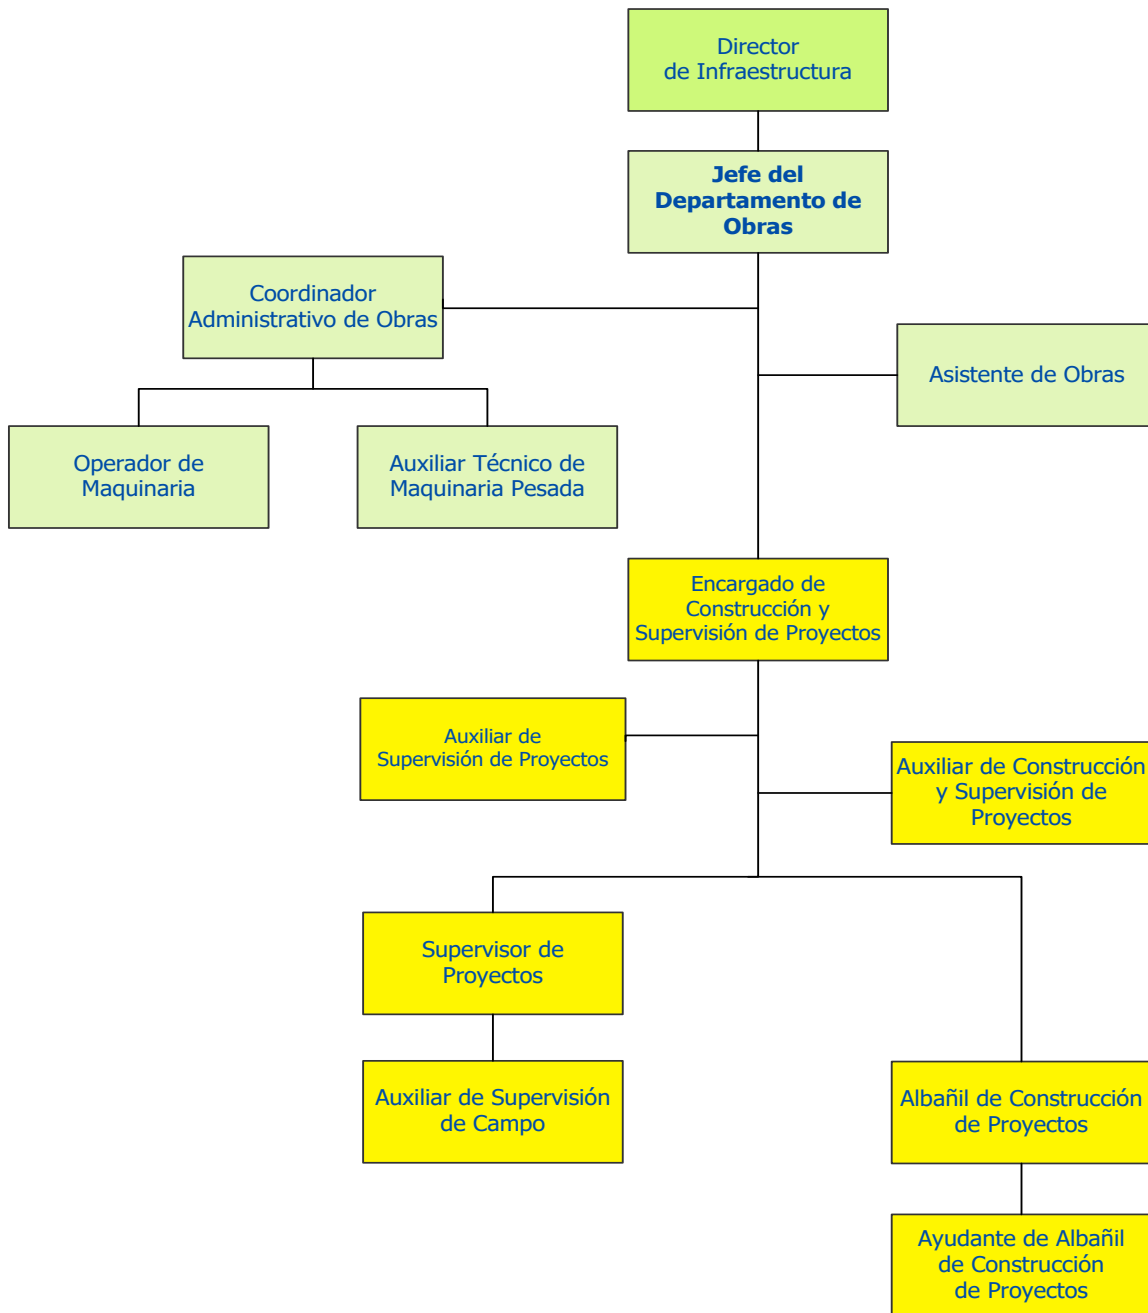 Director
de Infraestructura
Jefe del
Departamento de
Obras
Coordinador
Administrativo de Obras
Asistente de Obras
Operador de
Maquinaria
Auxiliar Técnico de
Maquinaria Pesada
Encargado de
Construcción y
Supervisión de Proyectos
Auxiliar de
Supervisión de Proyectos
Auxiliar de Construcción
y Supervisión de
Proyectos
Supervisor de
Proyectos
Auxiliar de Supervisión
de Campo
Albañil de Construcción
de Proyectos
Ayudante de Albañil
de Construcción
de Proyectos